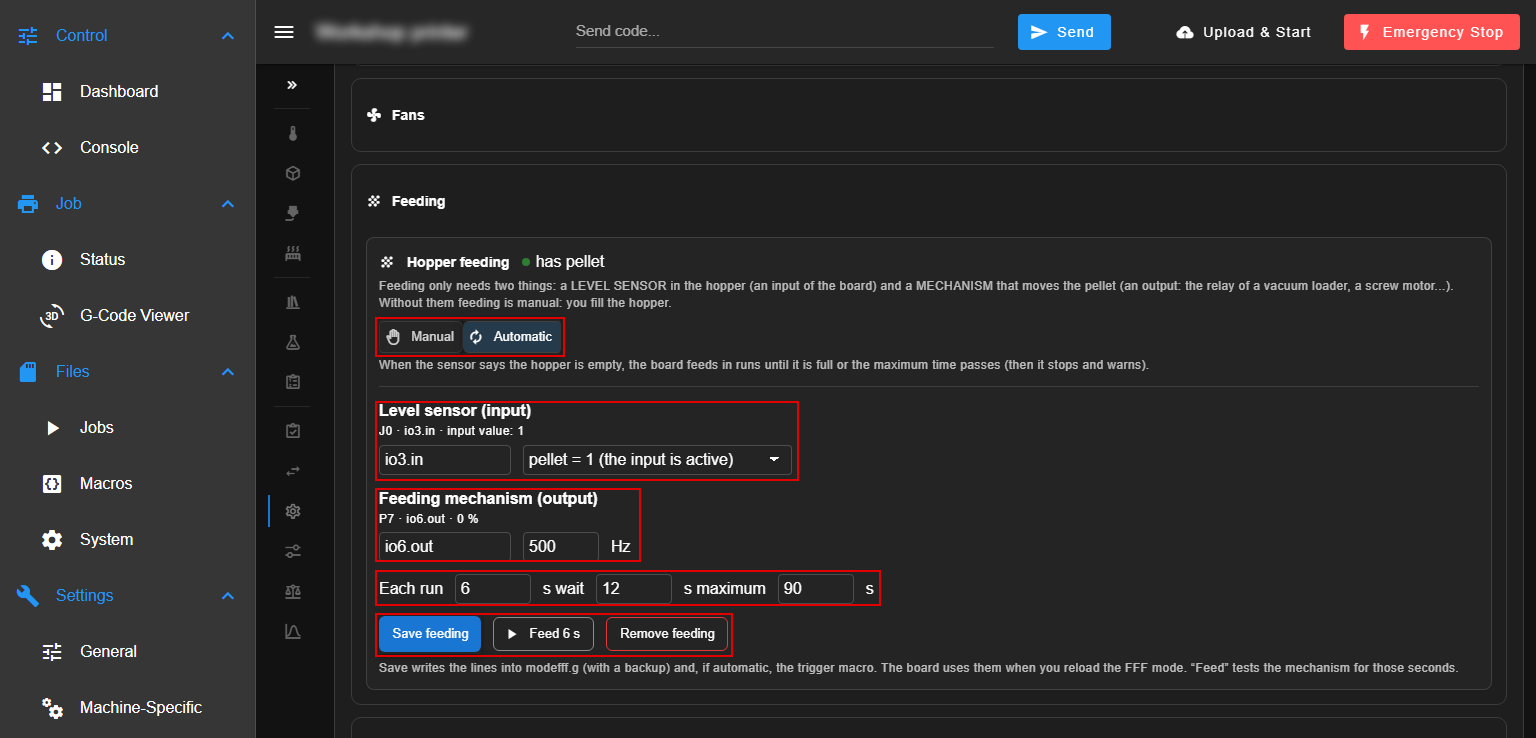 Control
Dashboard
Console
Job
Status
3D
G-Code Viewer
Files
Jobs
Macros
System
Settings
General
Machine-Specific
Send code...
Send
Upload & Start
Emergency Stop
Fans
Feeding
Hopper feeding
has pellet
Feeding only needs two things: a LEVEL SENSOR in the hopper (an input of the board) and a MECHANISM that moves the pellet (an output: the relay of a vacuum loader, a screw motor...).
Without them feeding is manual: you fill the hopper.
Manual
Automatic
When the sensor says the hopper is empty, the board feeds in runs until it is full or the maximum time passes (then it stops and warns).
Level sensor (input)
J0 · io3.in · input value: 1
io3.in
pellet = 1 (the input is active)
Feeding mechanism (output)
P7 · io6.out · 0 %
io6.out
500
Hz
Each run 6 s wait 12 s maximum 90 s
Save feeding
Feed 6 s
Remove feeding
Save writes the lines into modefff.g (with a backup) and, if automatic, the trigger macro. The board uses them when you reload the FFF mode. "Feed" tests the mechanism for those seconds.